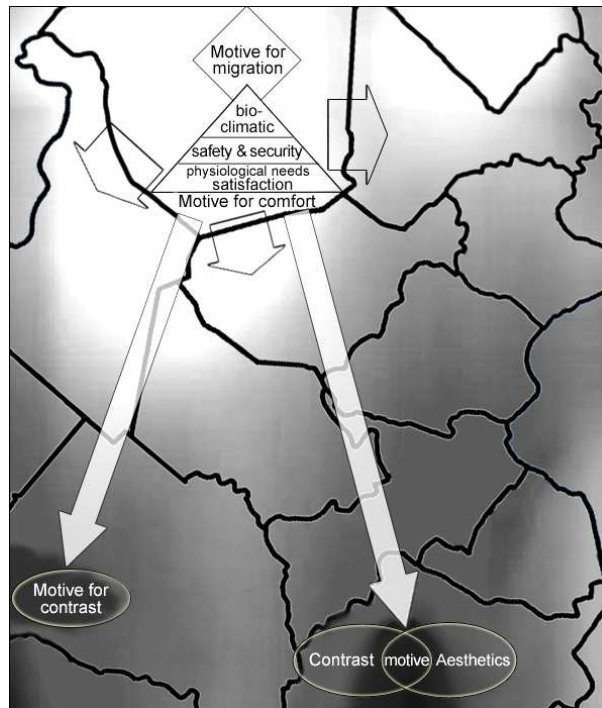 Motive for
migration
bio-
climatic
safety & security
physiological needs
satisfaction
Motive for comfort
Motive for
contrast
Contrast motive Aesthetics